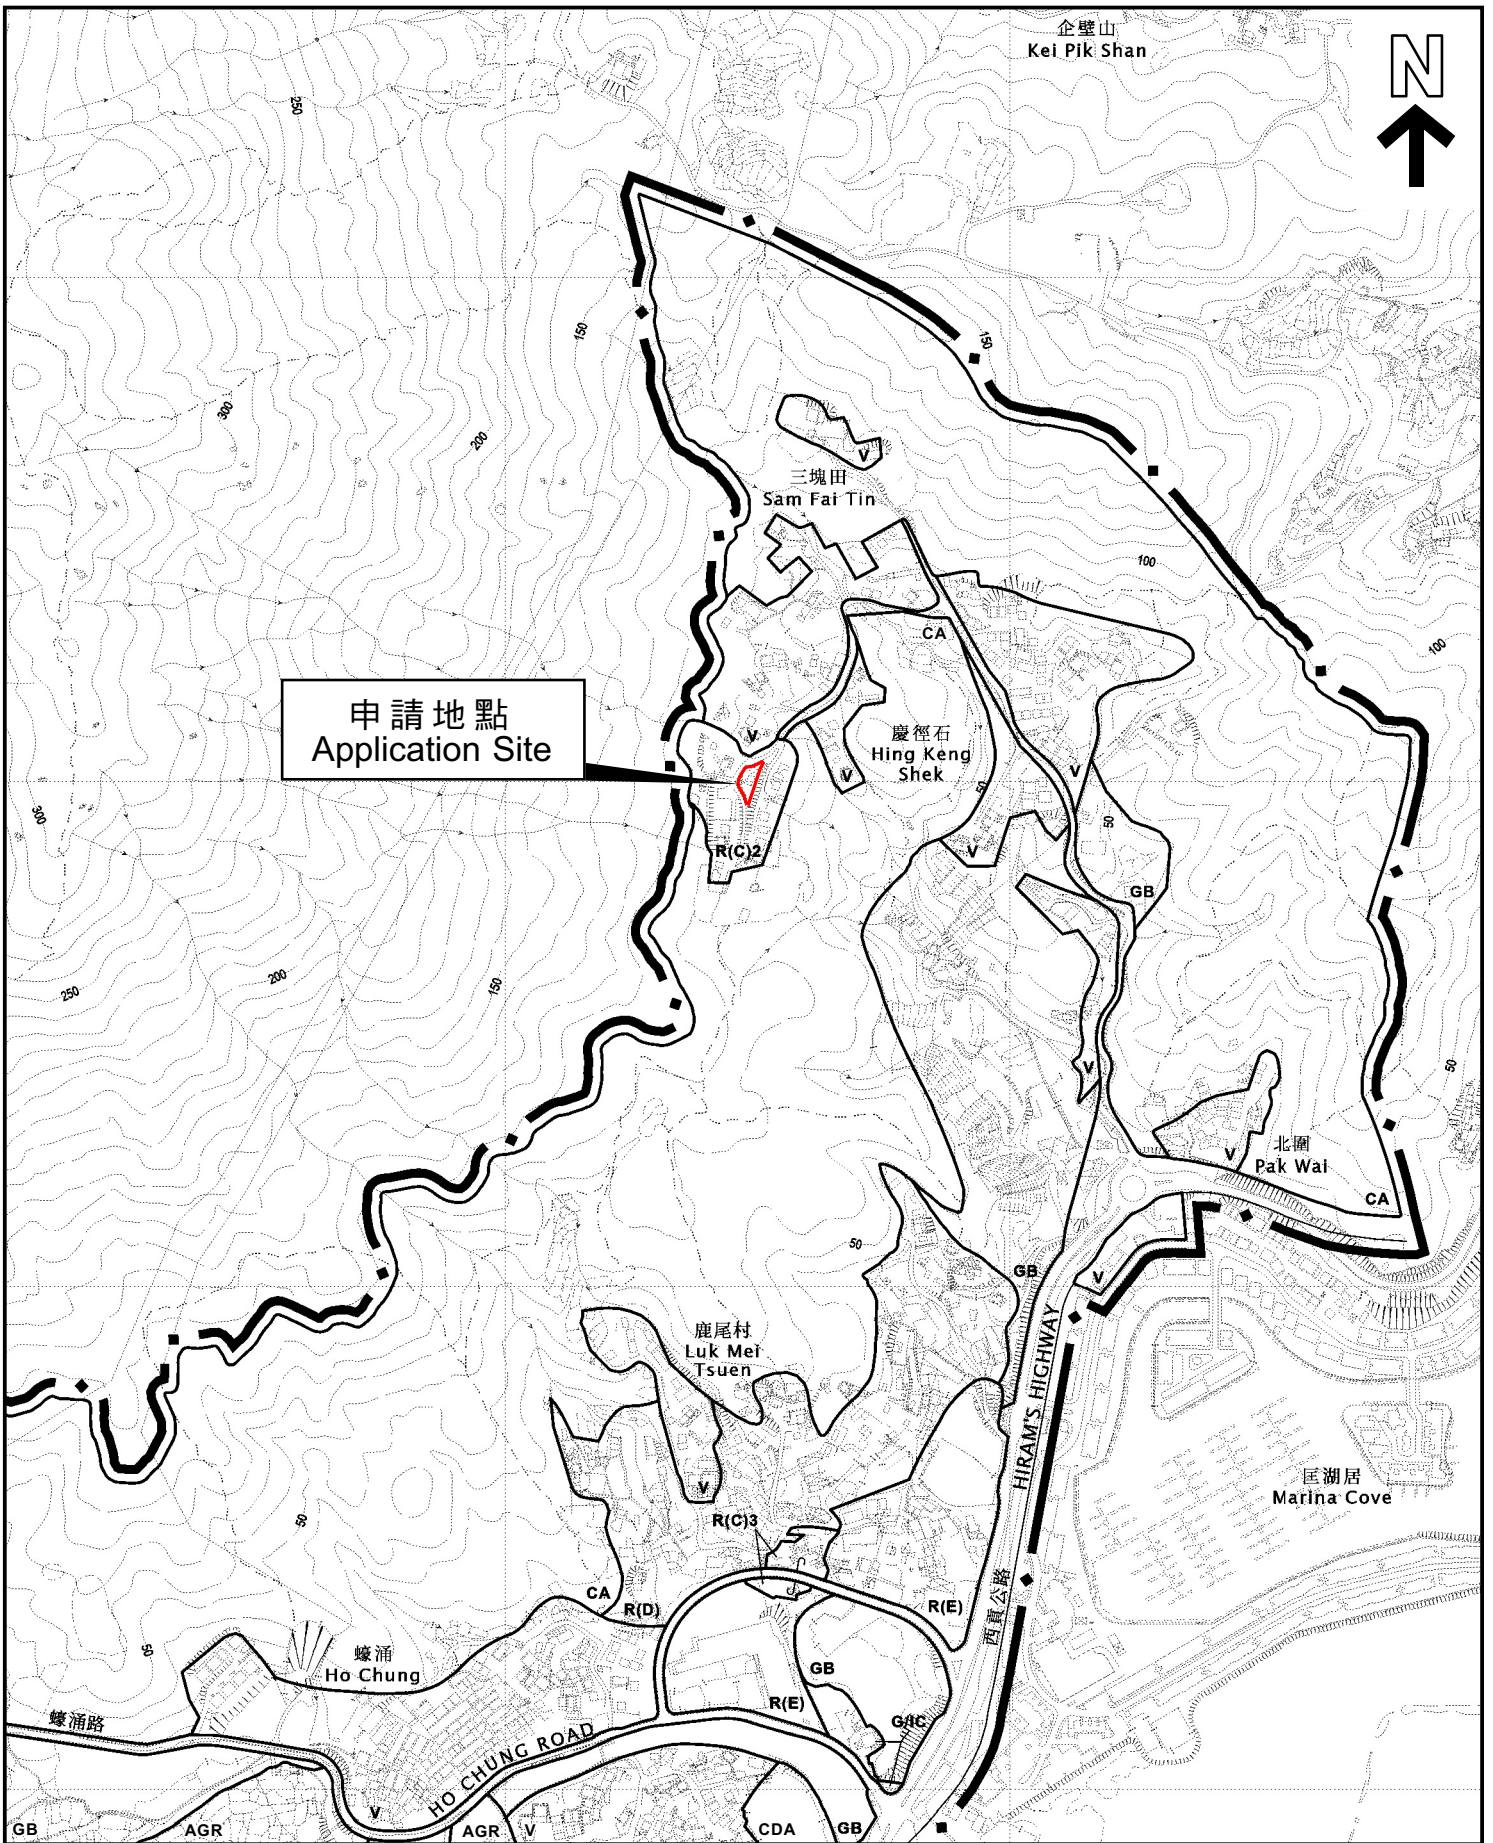 企壁山
Kei Pik Shan
N
250
150
150
300
200
三塊田
Sam Fai Tin
V
100
CA
100
申請地點
Application Site
慶徑石
Hing Keng
Shek
V
V
V
50
300
50
R(C)2
V
GB
250
200
150
V
50
北圍
Pak Wai
V
CA
50
GB
V
鹿尾村
Luk Mei
Tsuen
HIRAM'S HIGHWAY
西貢公路
匡湖居
Marina Cove
V
R(C)3
50
CA
R(D)
R(E)
50
蠔涌
Ho Chung
GB
R(E)
G/IC
蠔涌路
HO CHUNG ROAD
V
GB
AGR
AGR
V
CDA
GB